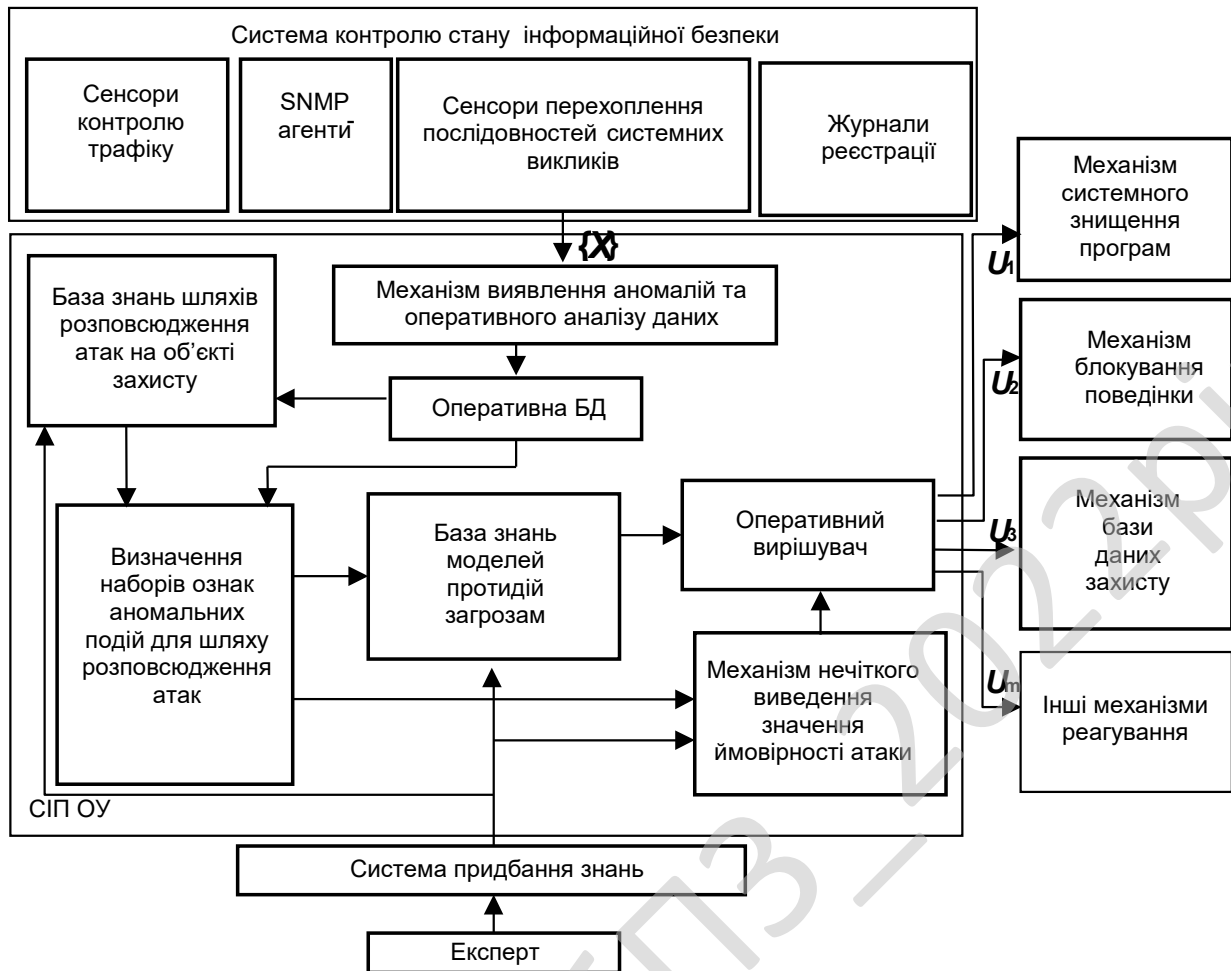 Система контролю стану інформаційної безпеки
Сенсори
контролю
трафіку
SNMP
агенти
Сенсори перехоплення
послідовностей системних
викликів
Журнали
реєстрації
{X}
Механізм
системного
знищення
програм
U1
База знань шляхів
розповсюдження
атак на об’єкті
захисту
Механізм виявлення аномалій та
оперативного аналізу даних
Оперативна БД
Механізм
блокування
поведінки
U2
Визначення
наборів ознак
аномальних
подій для шляху
розповсюдження
атак
База знань
моделей
протидій
загрозам
Оперативний
вирішувач
U3
Механізм
бази
даних
захисту
Механізм нечіткого
виведення
значення
ймовірності атаки
Um
Інші механізми
реагування
СІП ОУ
Система придбання знань
Експерт